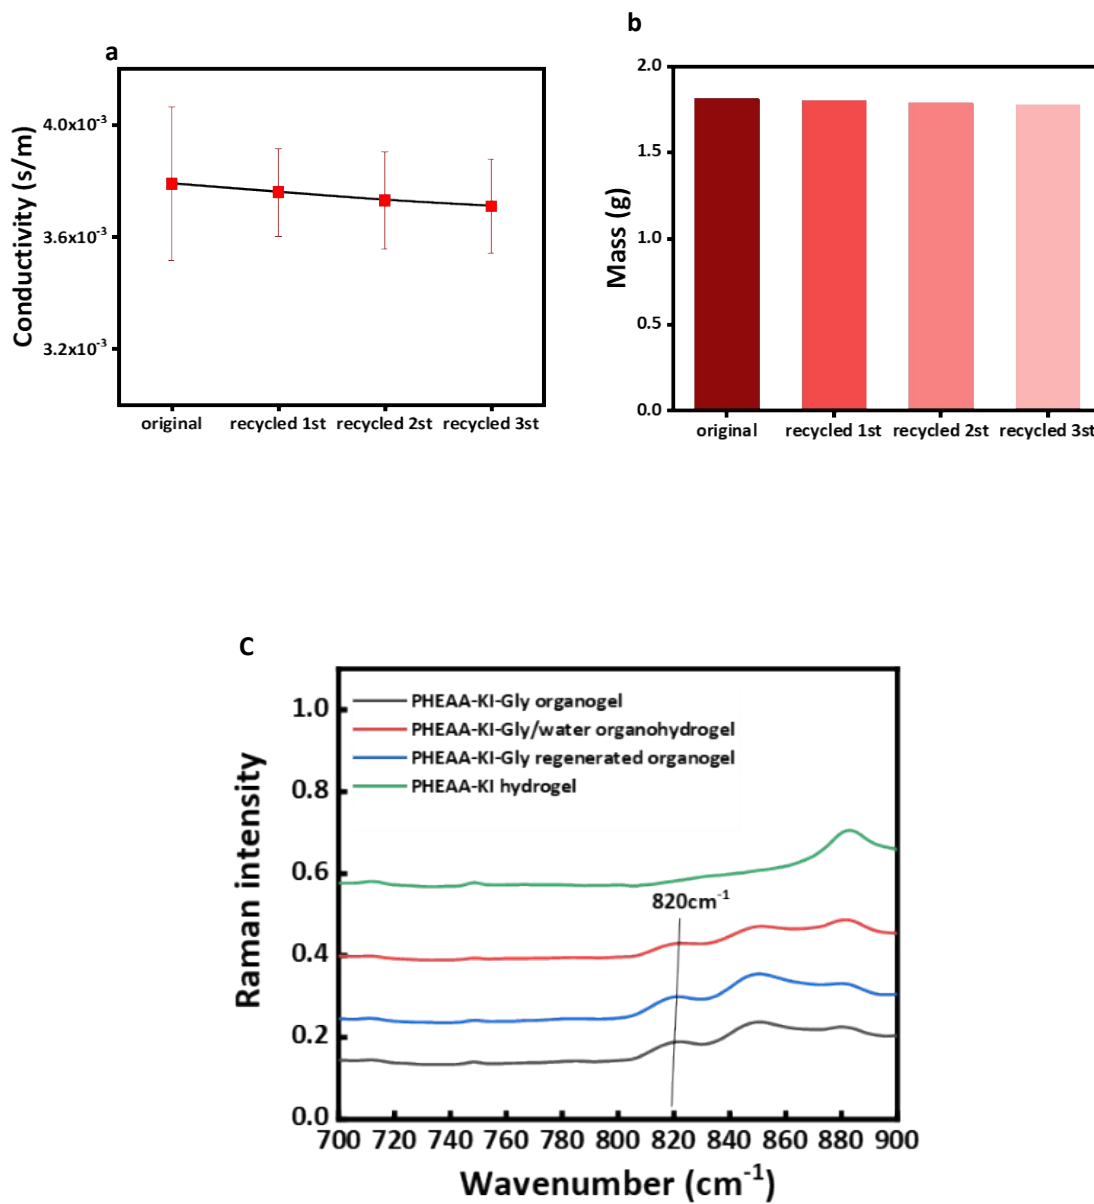 a
Conductivity (s/m)
4.0x10⁻³
3.6x10⁻³
3.2x10⁻³
original recycled 1st recycled 2st recycled 3st
b
Mass (g)
2.0
1.5
1.0
0.5
0.0
original recycled 1st recycled 2st recycled 3st
c
Raman intensity
1.0
0.8
0.6
0.4
0.2
0.0
PHEAA-KI-Gly organogel
PHEAA-KI-Gly/water organohydrogel
PHEAA-KI-Gly regenerated organogel
PHEAA-KI hydrogel
820cm⁻¹
700 720 740 760 780 800 820 840 860 880 900
Wavenumber (cm⁻¹)